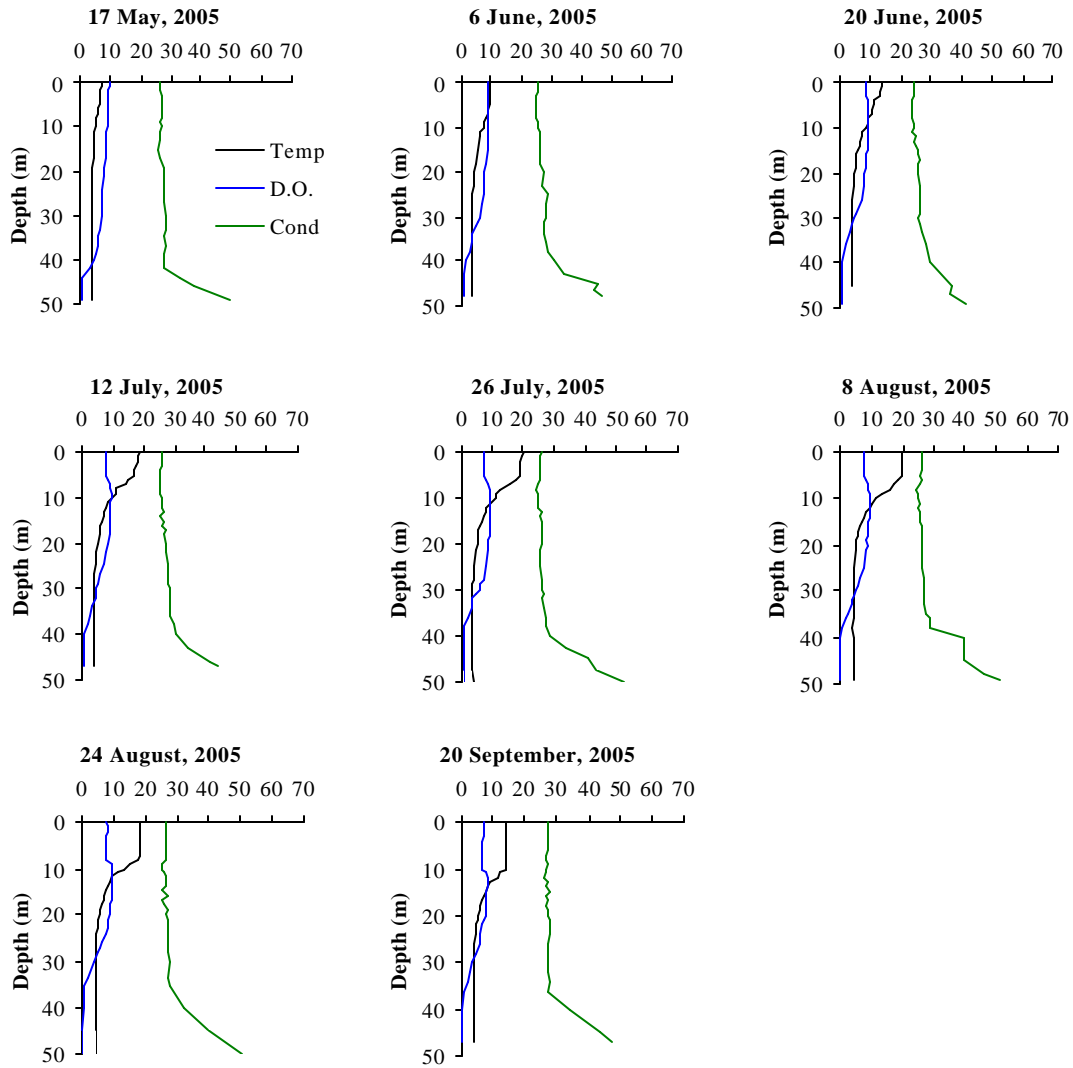 17 May, 2005
0 10 20 30 40 50 60 70
0
10
20
30
40
50
Depth (m)
Temp
D.O.
Cond
6 June, 2005
0 10 20 30 40 50 60 70
0
10
20
30
40
50
Depth (m)
20 June, 2005
0 10 20 30 40 50 60 70
0
10
20
30
40
50
Depth (m)
12 July, 2005
0 10 20 30 40 50 60 70
0
10
20
30
40
50
Depth (m)
26 July, 2005
0 10 20 30 40 50 60 70
0
10
20
30
40
50
Depth (m)
8 August, 2005
0 10 20 30 40 50 60 70
0
10
20
30
40
50
Depth (m)
24 August, 2005
0 10 20 30 40 50 60 70
0
10
20
30
40
50
Depth (m)
20 September, 2005
0 10 20 30 40 50 60 70
0
10
20
30
40
50
Depth (m)